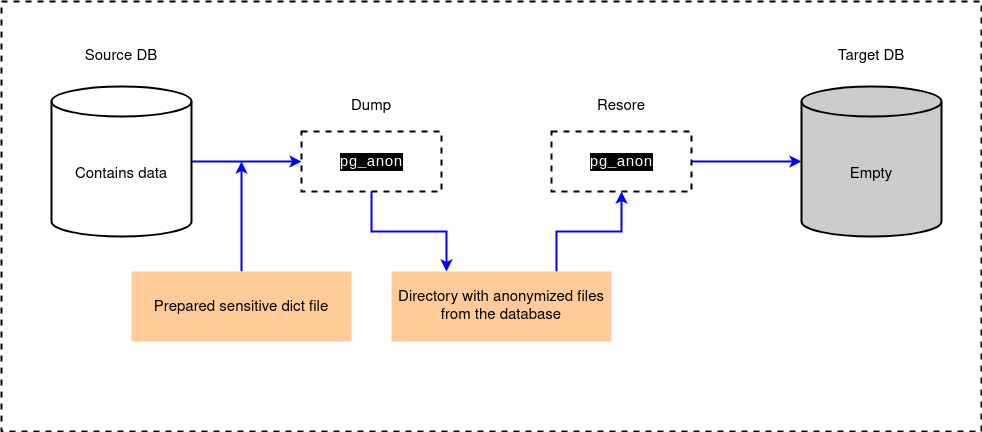 Source DB
Target DB
Dump
Resore
pg_anon
pg_anon
Contains data
Empty
Prepared sensitive dict file
Directory with anonymized files
from the database